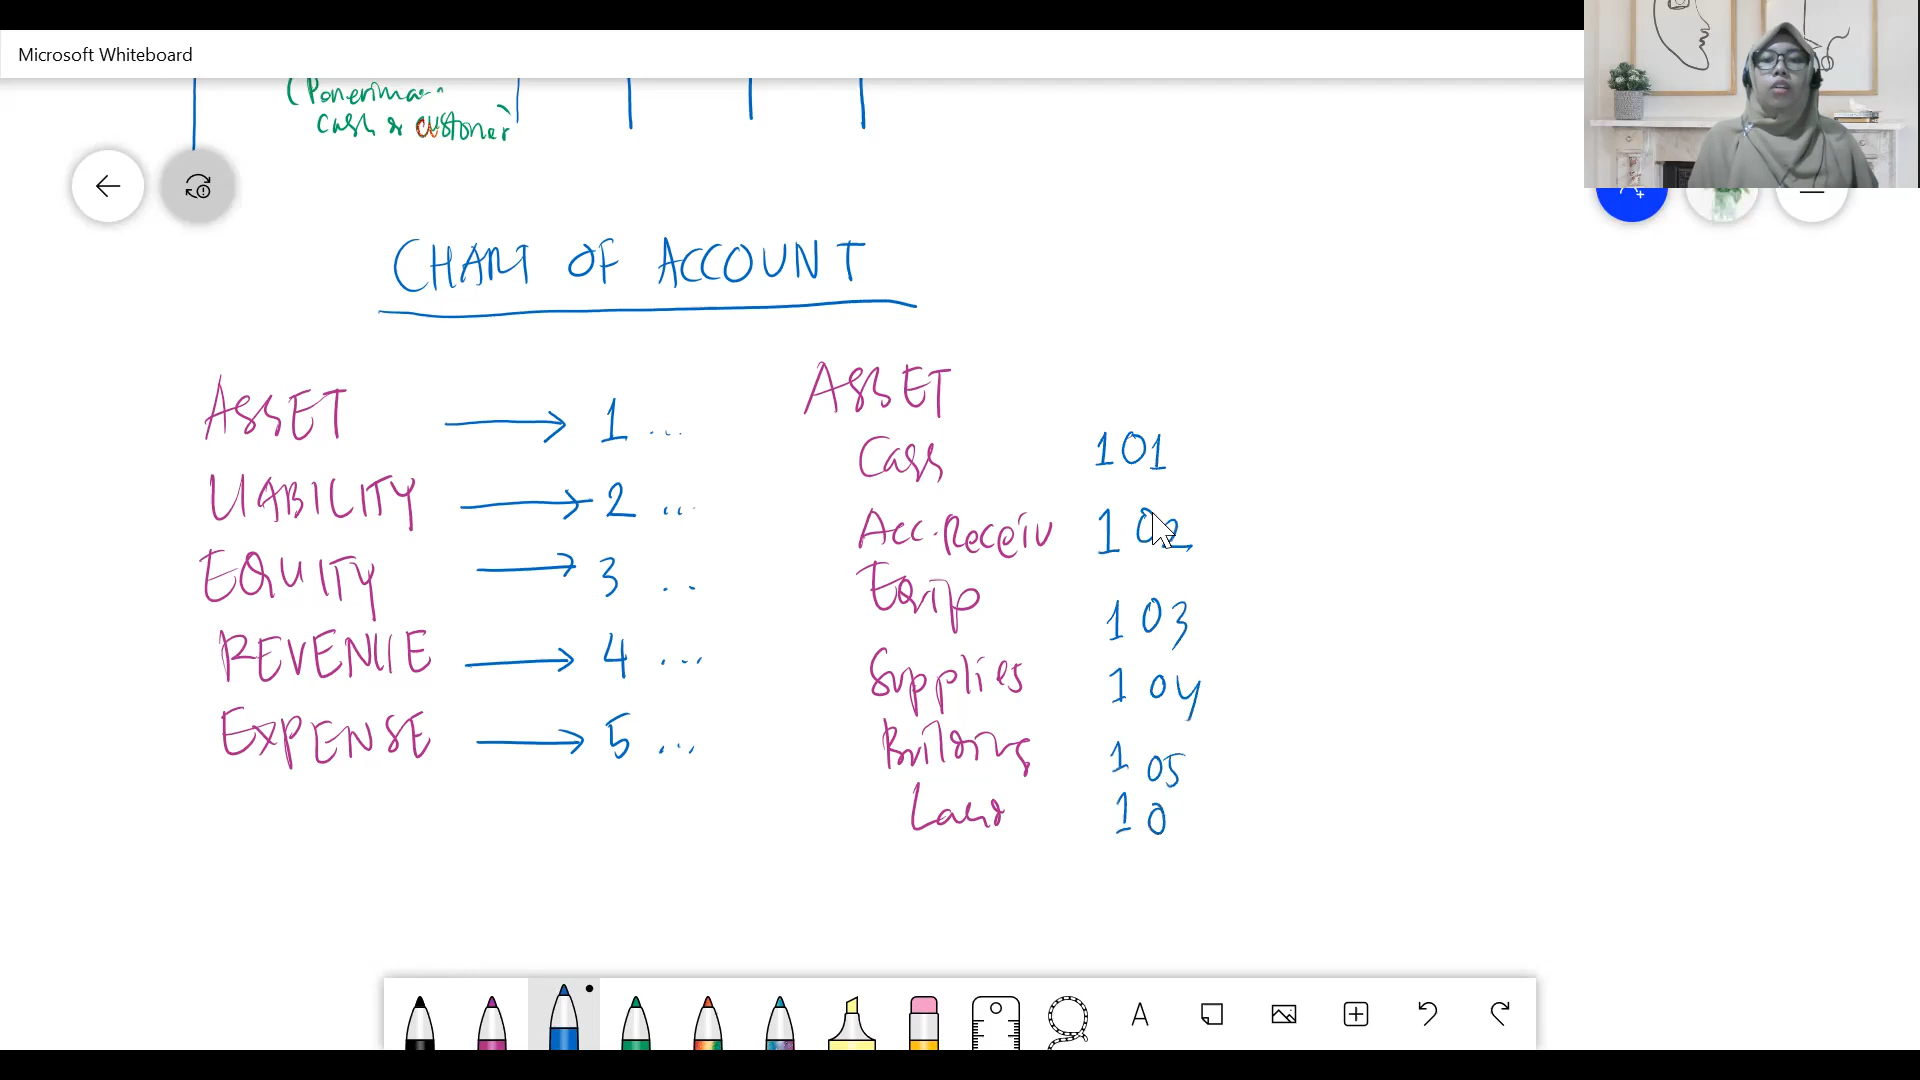 Microsoft Whiteboard
(Penerimaan
cash & customer)
CHART OF ACCOUNT
ASSET → 1 ...
LIABILITY → 2 ...
EQUITY → 3 ..
REVENUE → 4 ...
EXPENSE → 5 ...
ASSET
Cash 101
Acc. Receiv 102
Equip 103
Supplies 104
Building 105
Land 10